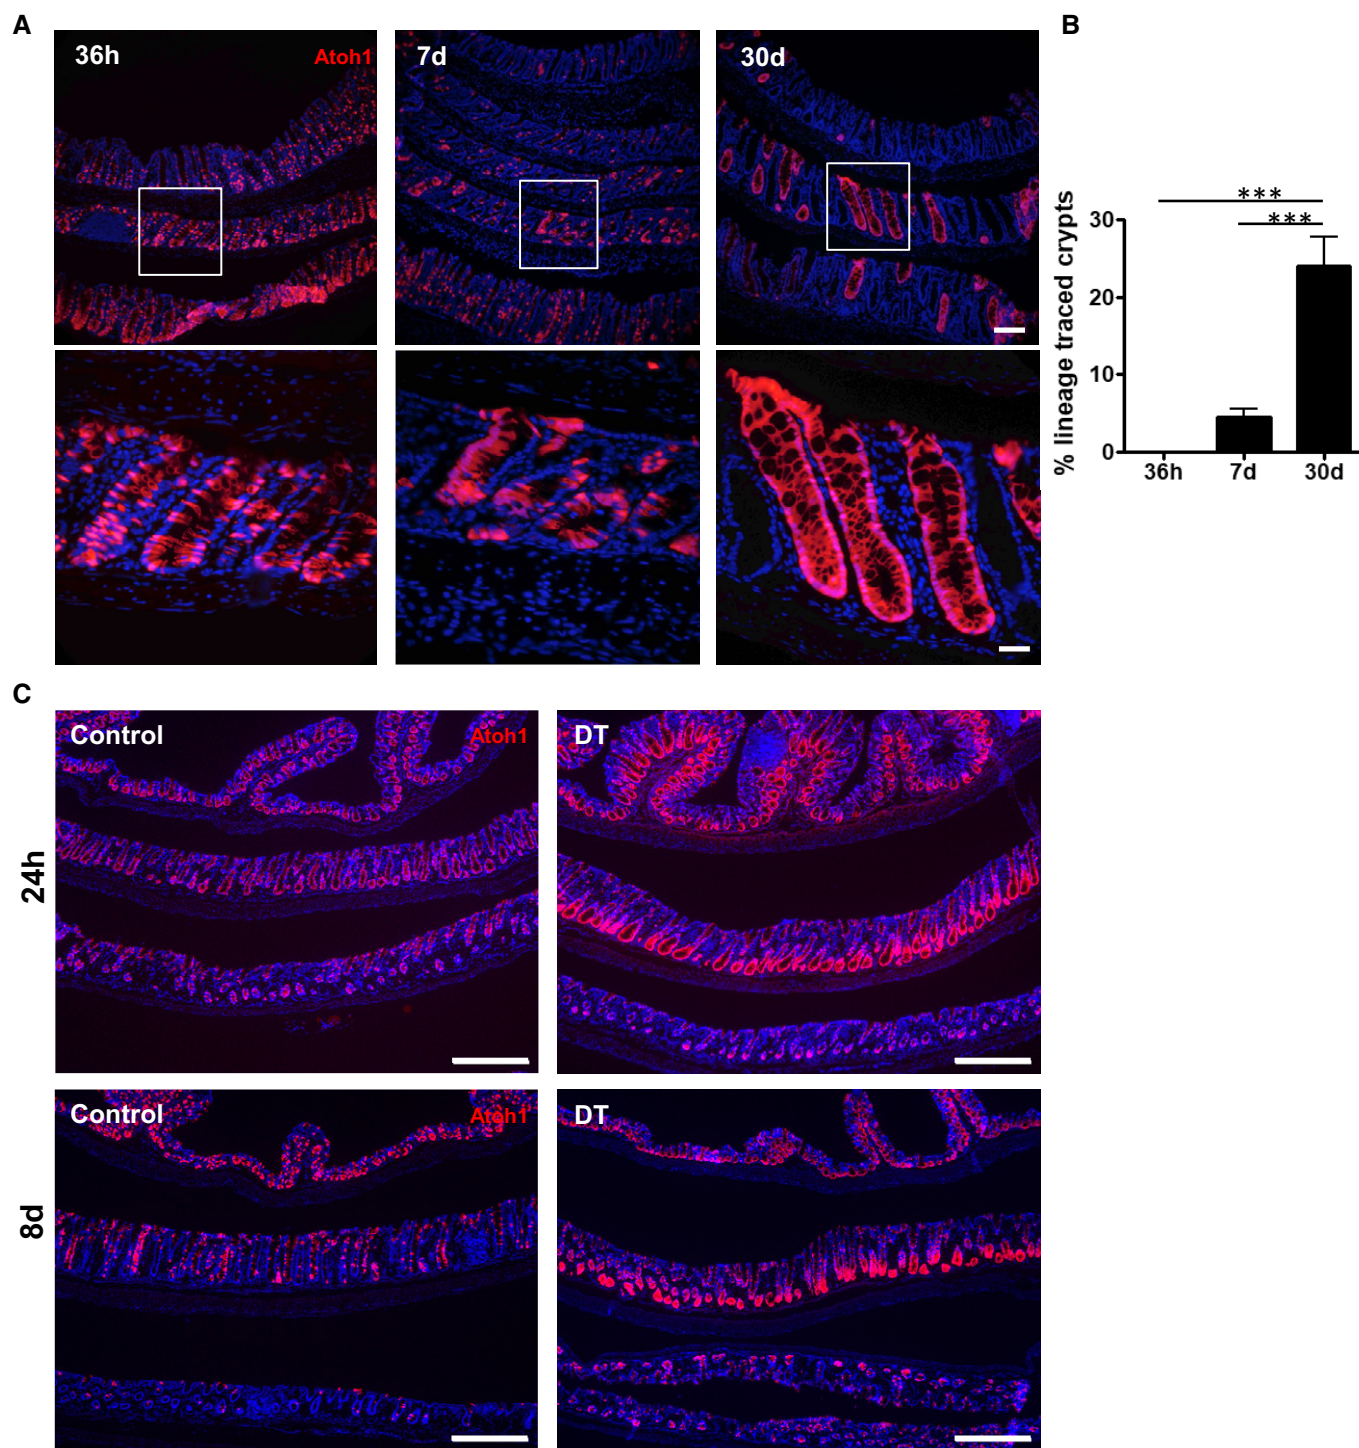 A
B
36h
Atoh1
7d
30d
***
***
% lineage traced crypts
30
20
10
0
36h
7d
30d
C
24h
Control
Atoh1
DT
8d
Control
Atoh1
DT